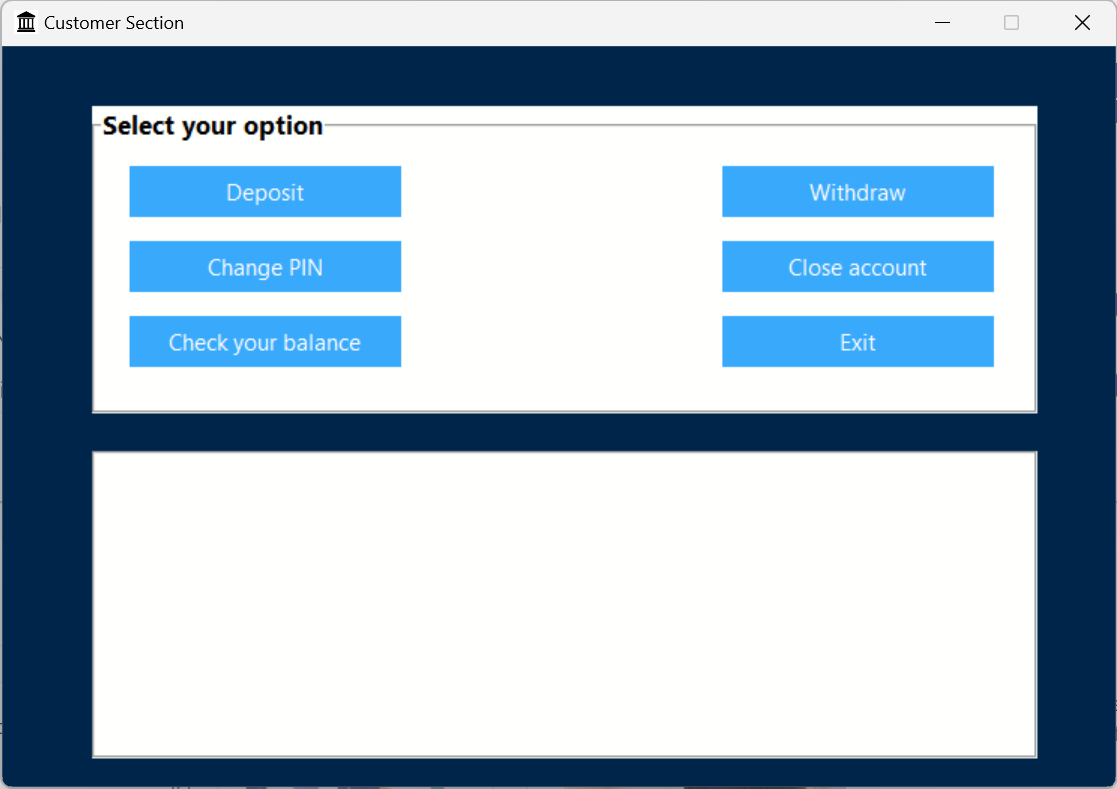 Customer Section
Select your option
Deposit
Withdraw
Change PIN
Close account
Check your balance
Exit